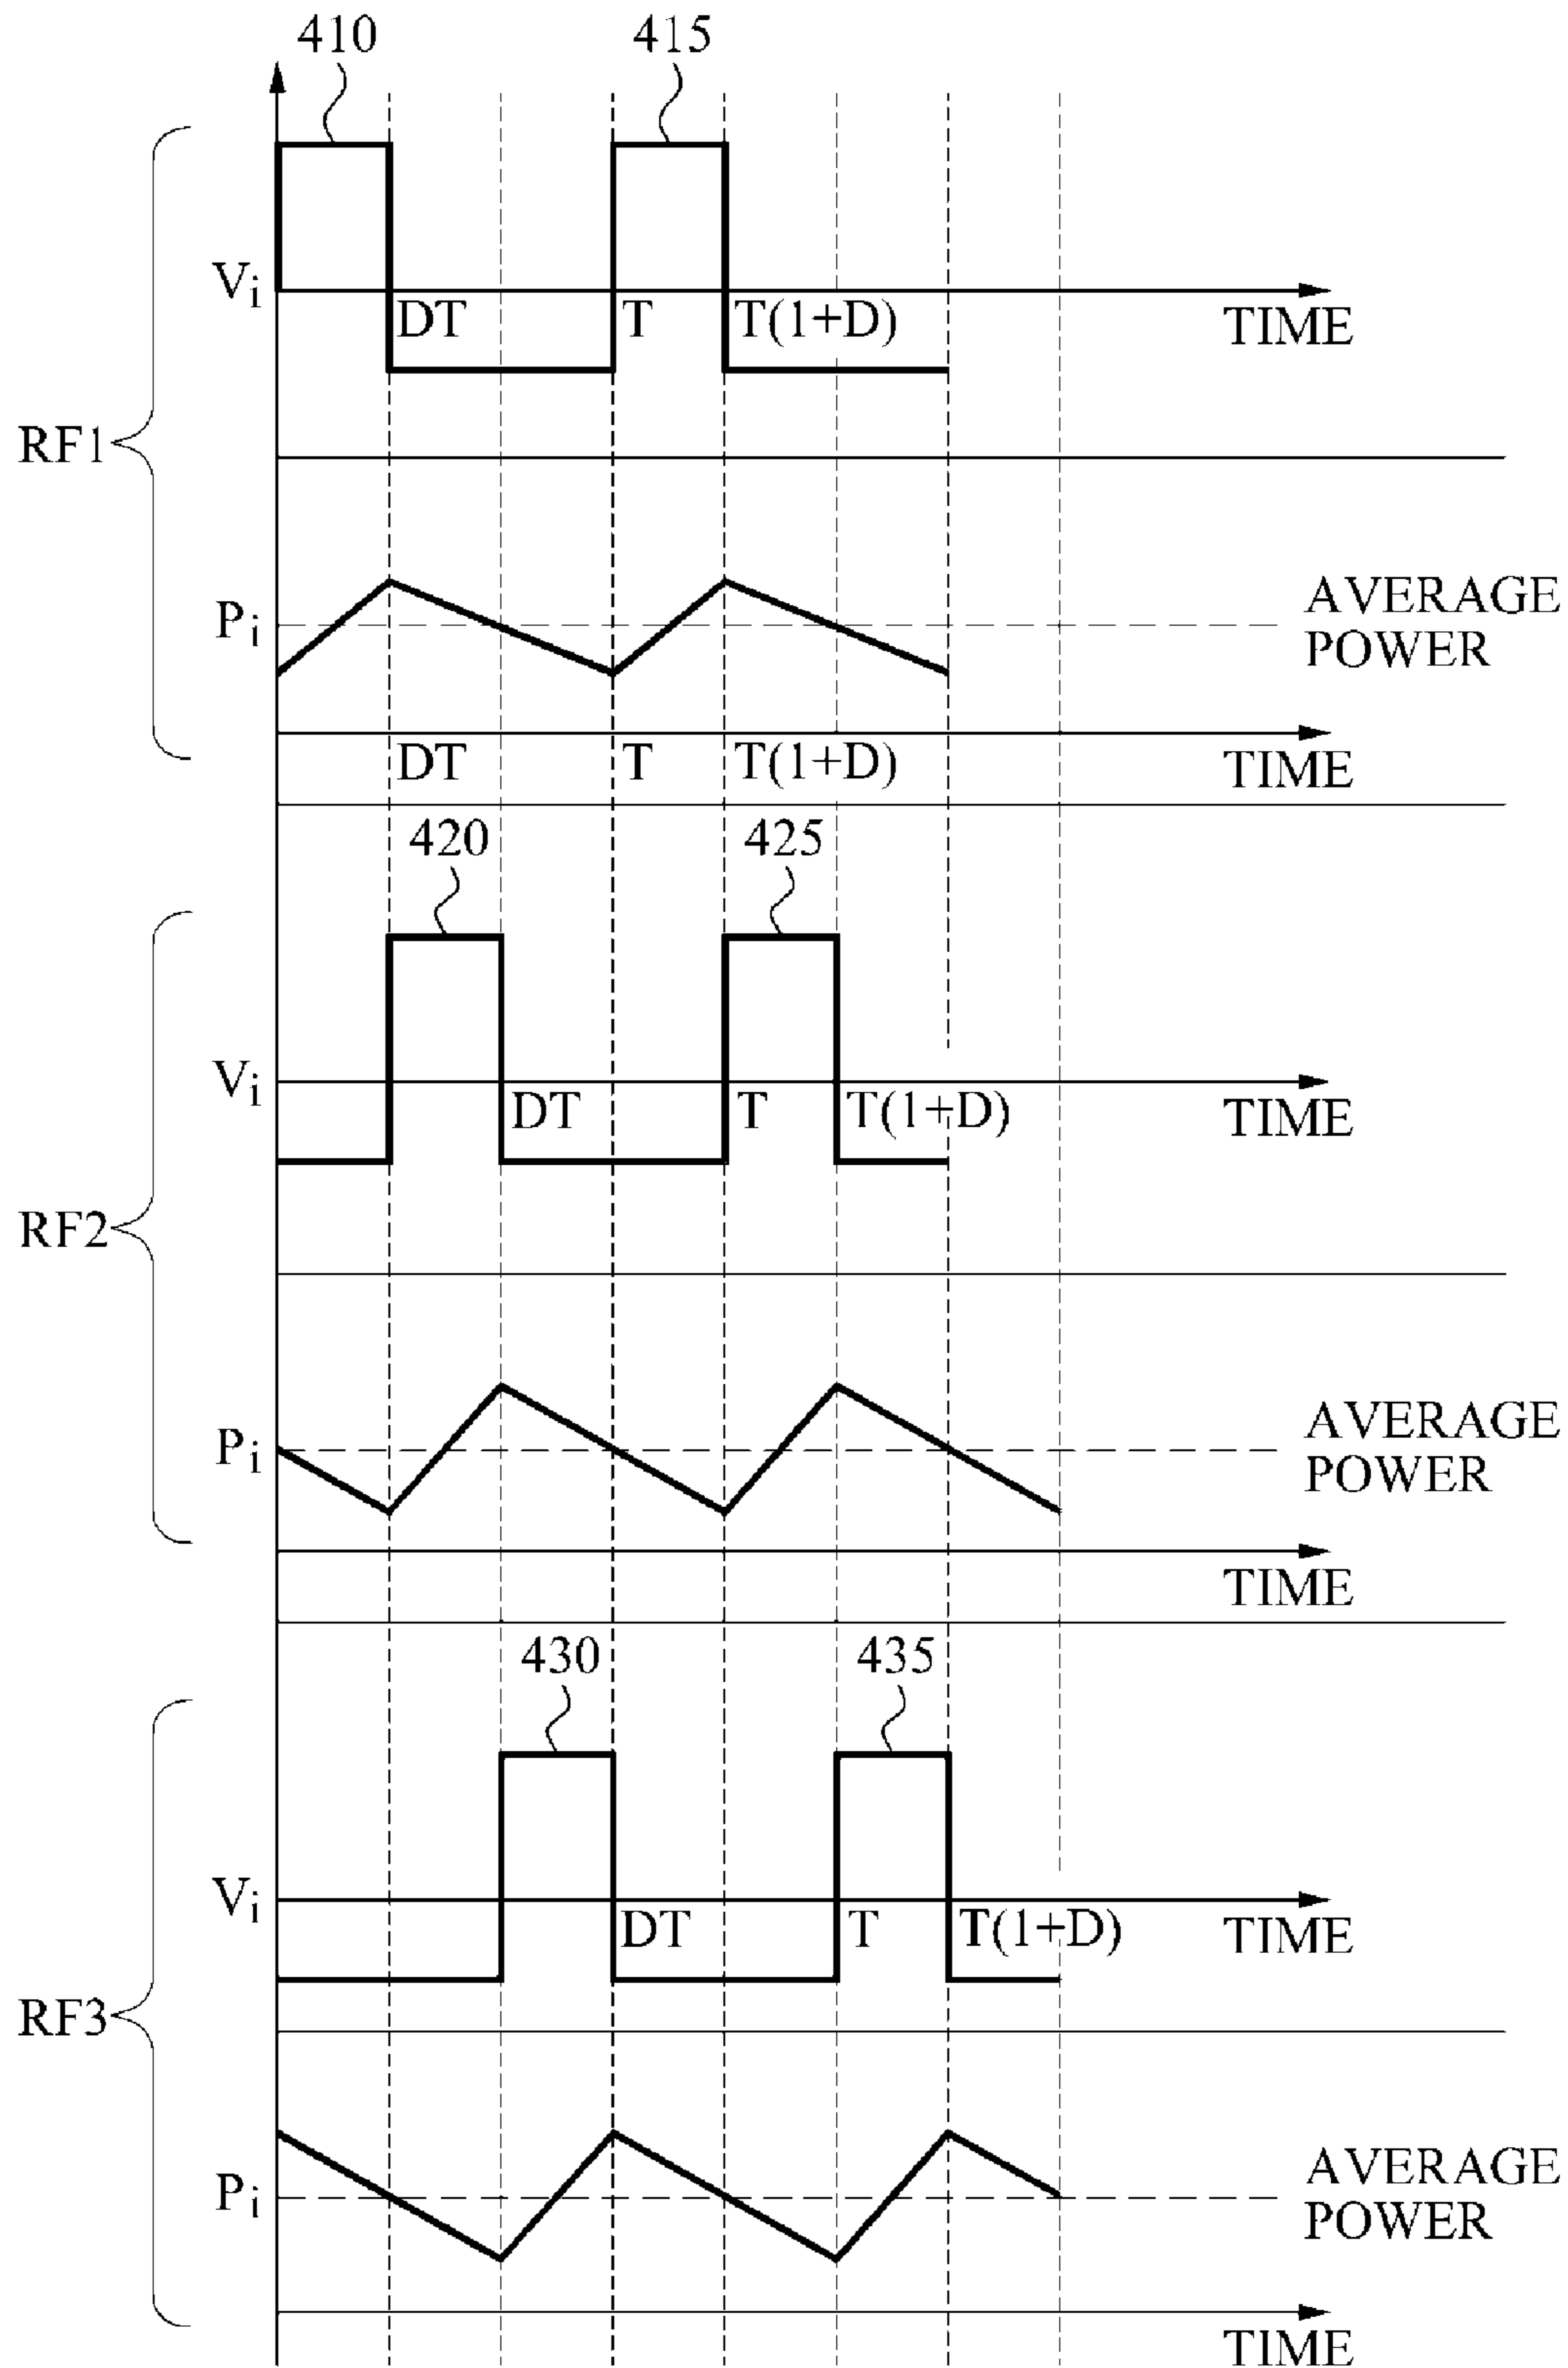 410 415
RF1
Vi
DT T T(1+D)
TIME
Pi
AVERAGE
POWER
DT T T(1+D)
TIME
420 425
RF2
Vi
DT T T(1+D)
TIME
Pi
AVERAGE
POWER
TIME
430 435
RF3
Vi
DT T T(1+D)
TIME
Pi
AVERAGE
POWER
TIME